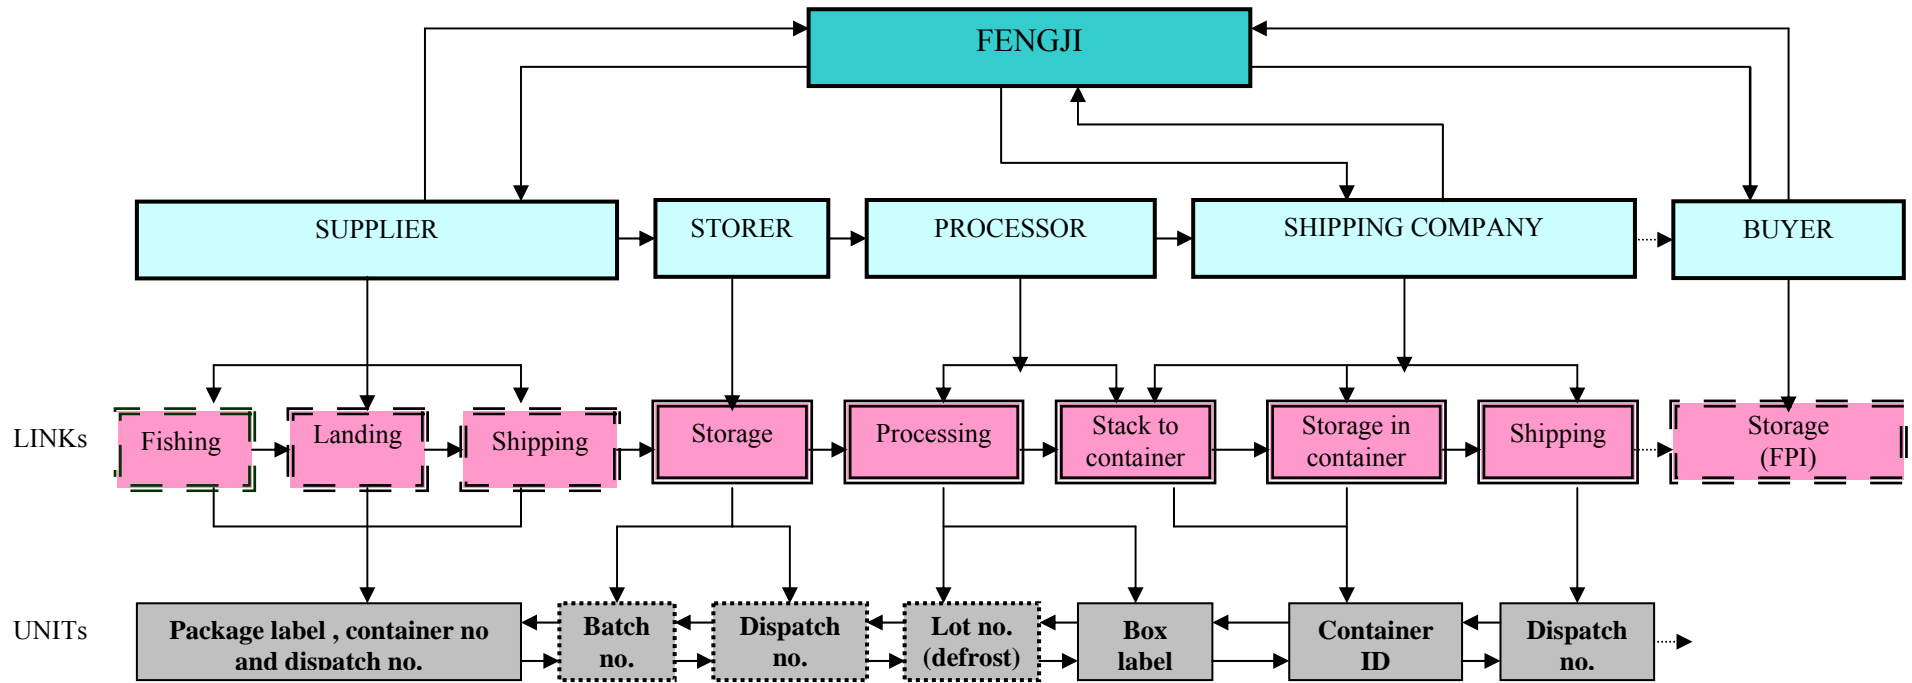 FENGJI
SUPPLIER
STORER
PROCESSOR
SHIPPING COMPANY
BUYER
LINKs
Fishing
Landing
Shipping
Storage
Processing
Stack to
container
Storage in
container
Shipping
Storage
(FPI)
UNITs
Package label , container no
and dispatch no.
Batch
no.
Dispatch
no.
Lot no.
(defrost)
Box
label
Container
ID
Dispatch
no.